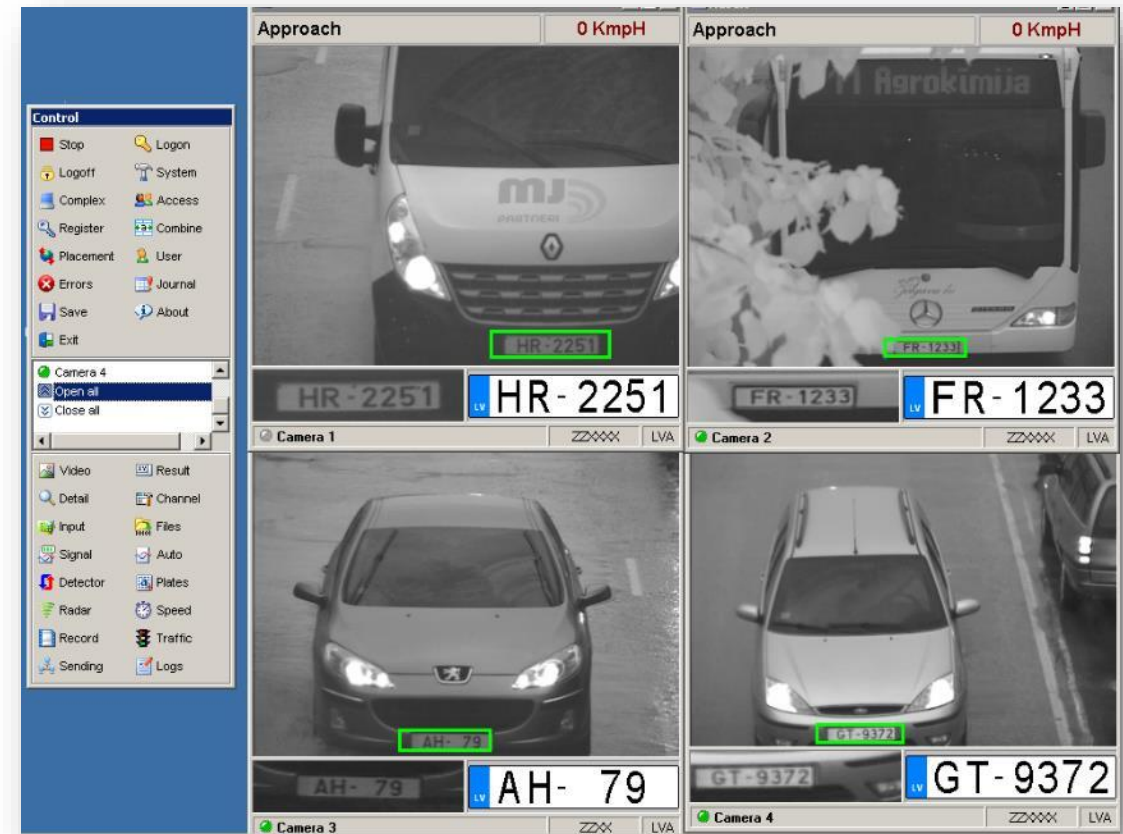 Control
Stop
Logon
Logoff
System
Complex
Access
Register
Combine
Placement
User
Errors
Journal
Save
About
Exit
Camera 4
Open all
Close all
Video
Result
Detail
Channel
Input
Files
Signal
Auto
Detector
Plates
Radar
Speed
Record
Traffic
Sending
Logs
Approach
0 KmpH
MJ
PARTNERI
HR-2251
HR-2251
LV HR-2251
Camera 1
ZZXXXX
LVA
Approach
0 KmpH
11 Agroķīmija
FR-1233
FR-1233
LV FR-1233
Camera 2
ZZXXXX
LVA
AH- 79
AH- 79
LV AH- 79
Camera 3
ZZXX
LVA
GT-9372
GT-9372
LV GT-9372
Camera 4
ZZXXXX
LVA